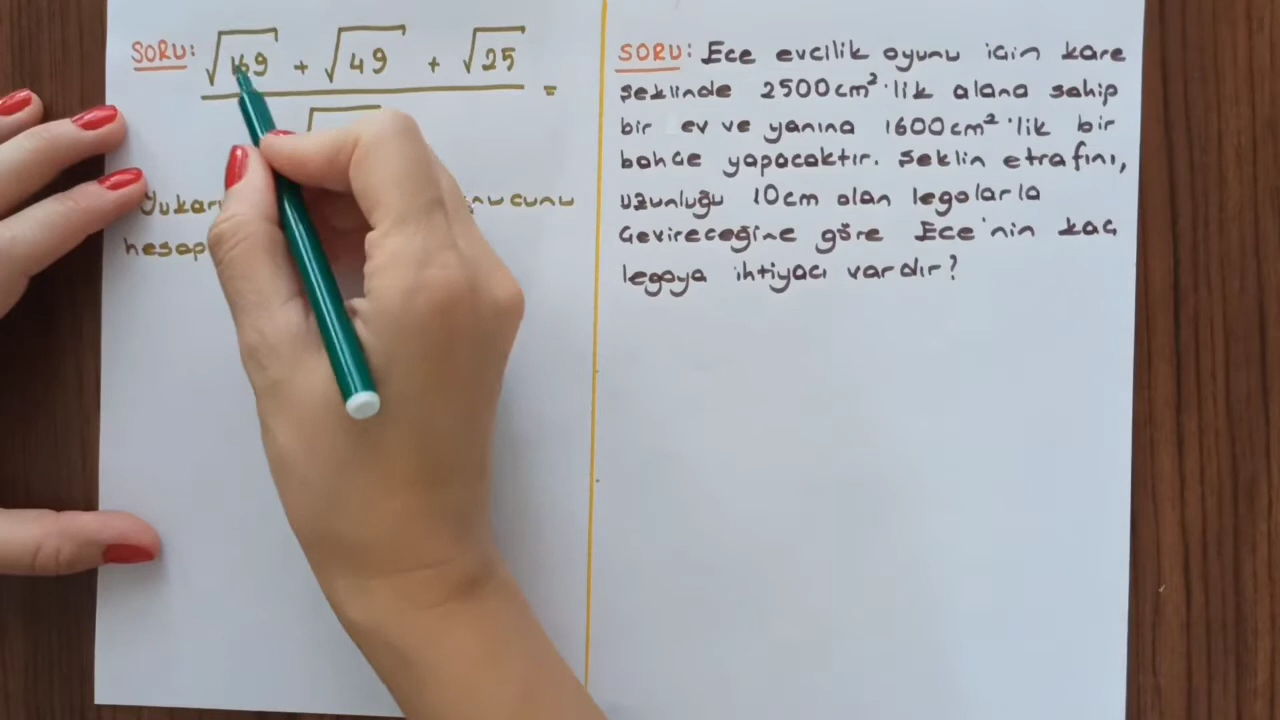 SORU: √169 + √49 + √25 =
Yukarı
hesap
SORU: Ece evcilik oyunu için kare
şeklinde 2500cm²'lik alana sahip
bir ev ve yanına 1600cm²'lik bir
bahçe yapacaktır. Şeklin etrafını,
uzunluğu 10cm olan legolarla
çevireceğine göre Ece'nin kaç
legoya ihtiyacı vardır?